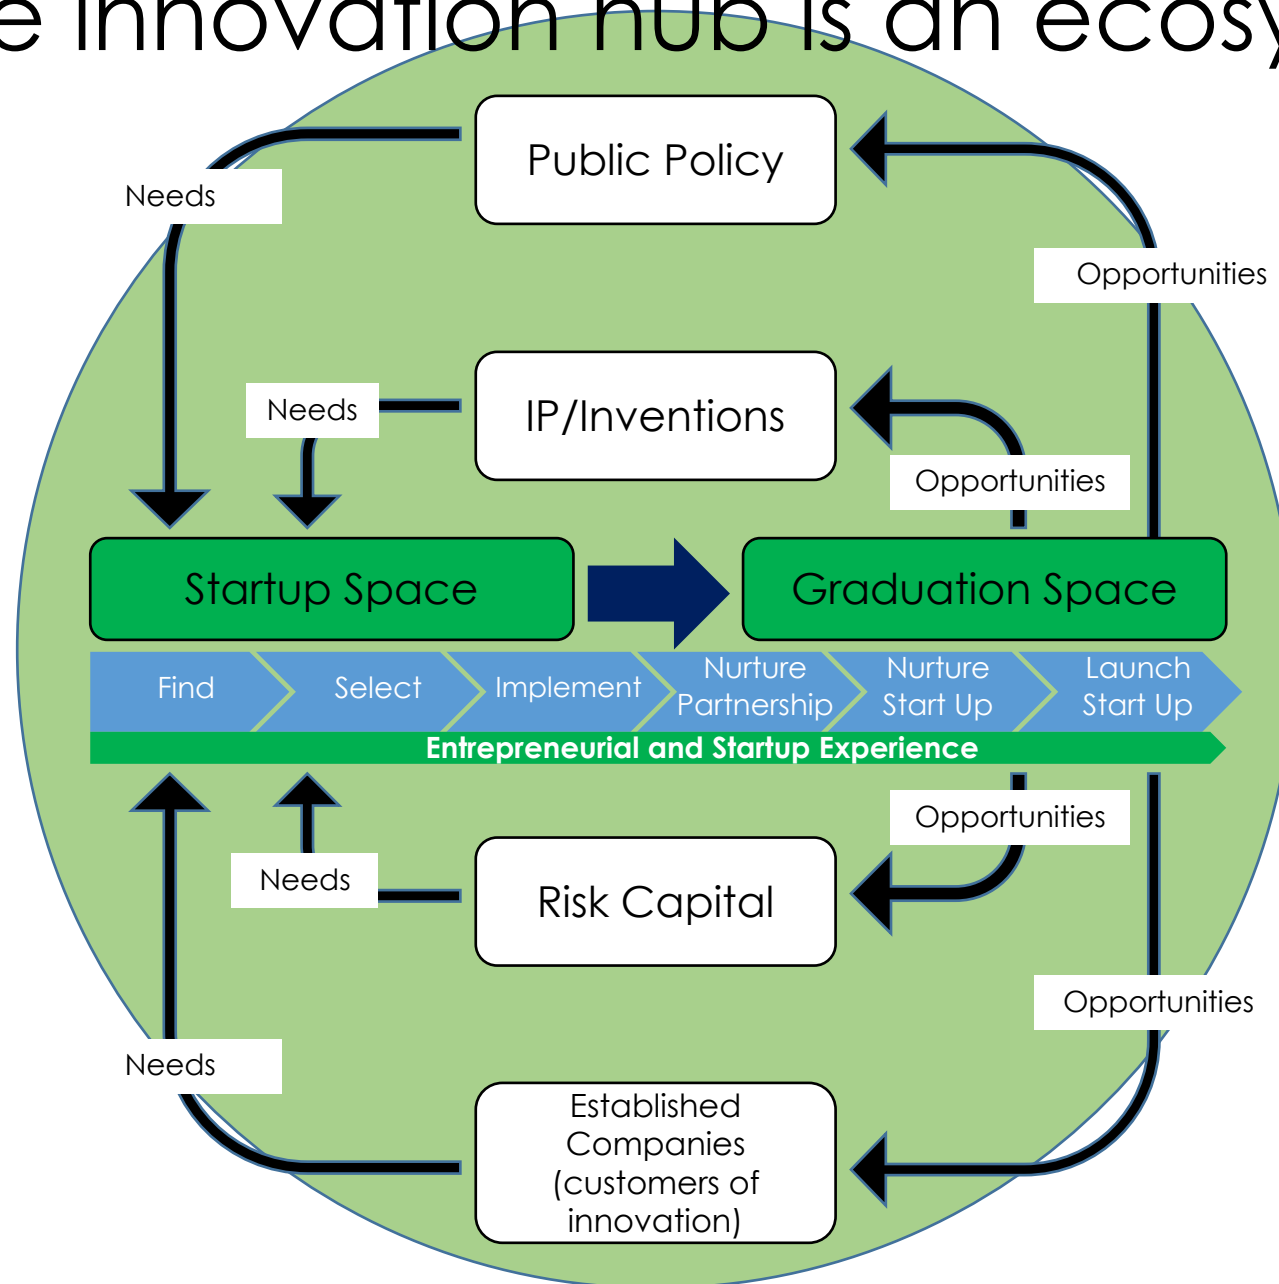 e innovation hub is an ecosy
Public Policy
Needs
Opportunities
IP/Inventions
Needs
Opportunities
Startup Space
Graduation Space
Find
Select
Implement
Nurture
Partnership
Nurture
Start Up
Launch
Start Up
Entrepreneurial and Startup Experience
Opportunities
Risk Capital
Needs
Opportunities
Needs
Established
Companies
(customers of
innovation)